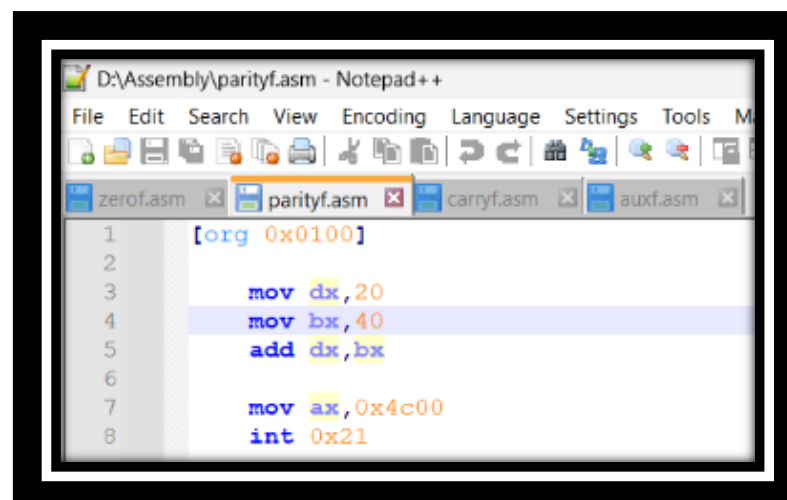 D:\Assembly\parityf.asm - Notepad++
File Edit Search View Encoding Language Settings Tools
zerof.asm parityf.asm carryf.asm auxf.asm
1 [org 0x0100]
2
3 mov dx,20
4 mov bx,40
5 add dx,bx
6
7 mov ax,0x4c00
8 int 0x21